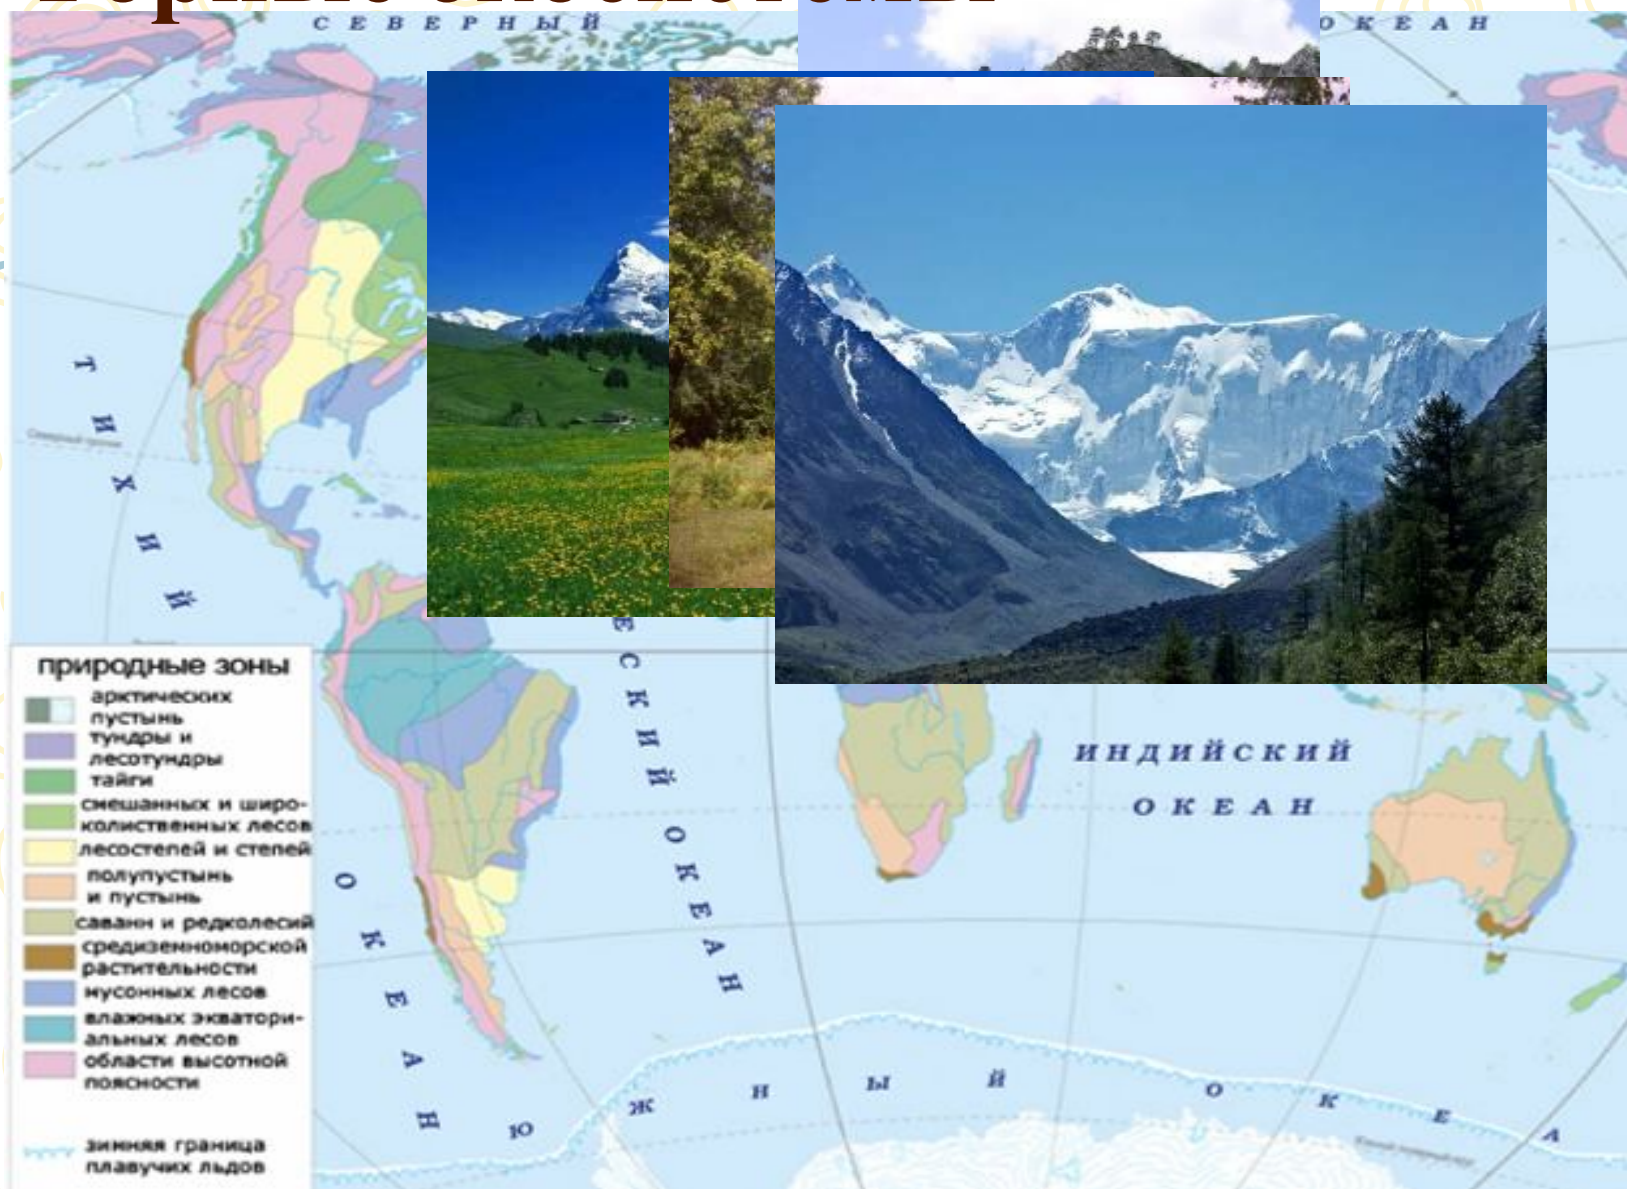 СЕВЕРНЫЙ
ОКЕАН
ТИХИЙ
ЕСКИЙ ОКЕАН
ИНДИЙСКИЙ
ОКЕАН
ОКЕАН
ЮЖНЫЙ ОКЕА
природные зоны
арктических
пустынь
тундры и
лесотундры
тайги
смешанных и широ-
колиственных лесов
лесостепей и степей
полупустынь
и пустынь
саванн и редколесий
средиземноморской
растительности
муссонных лесов
влажных экватори-
альных лесов
области высотной
поясности
зимняя граница
плавучих льдов